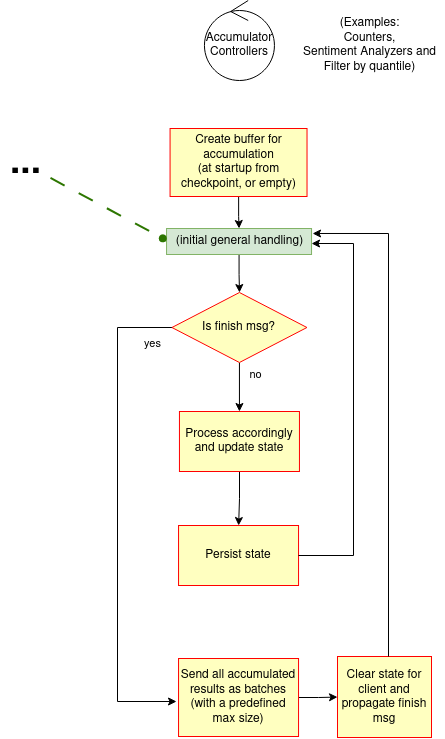 Accumulator
Controllers
(Examples:
Counters,
Sentiment Analyzers and
Filter by quantile)
Create buffer for
accumulation
(at startup from
checkpoint, or empty)
...
(initial general handling)
Is finish msg?
yes
no
Process accordingly
and update state
Persist state
Send all accumulated
results as batches
(with a predefined
max size)
Clear state for
client and
propagate finish
msg